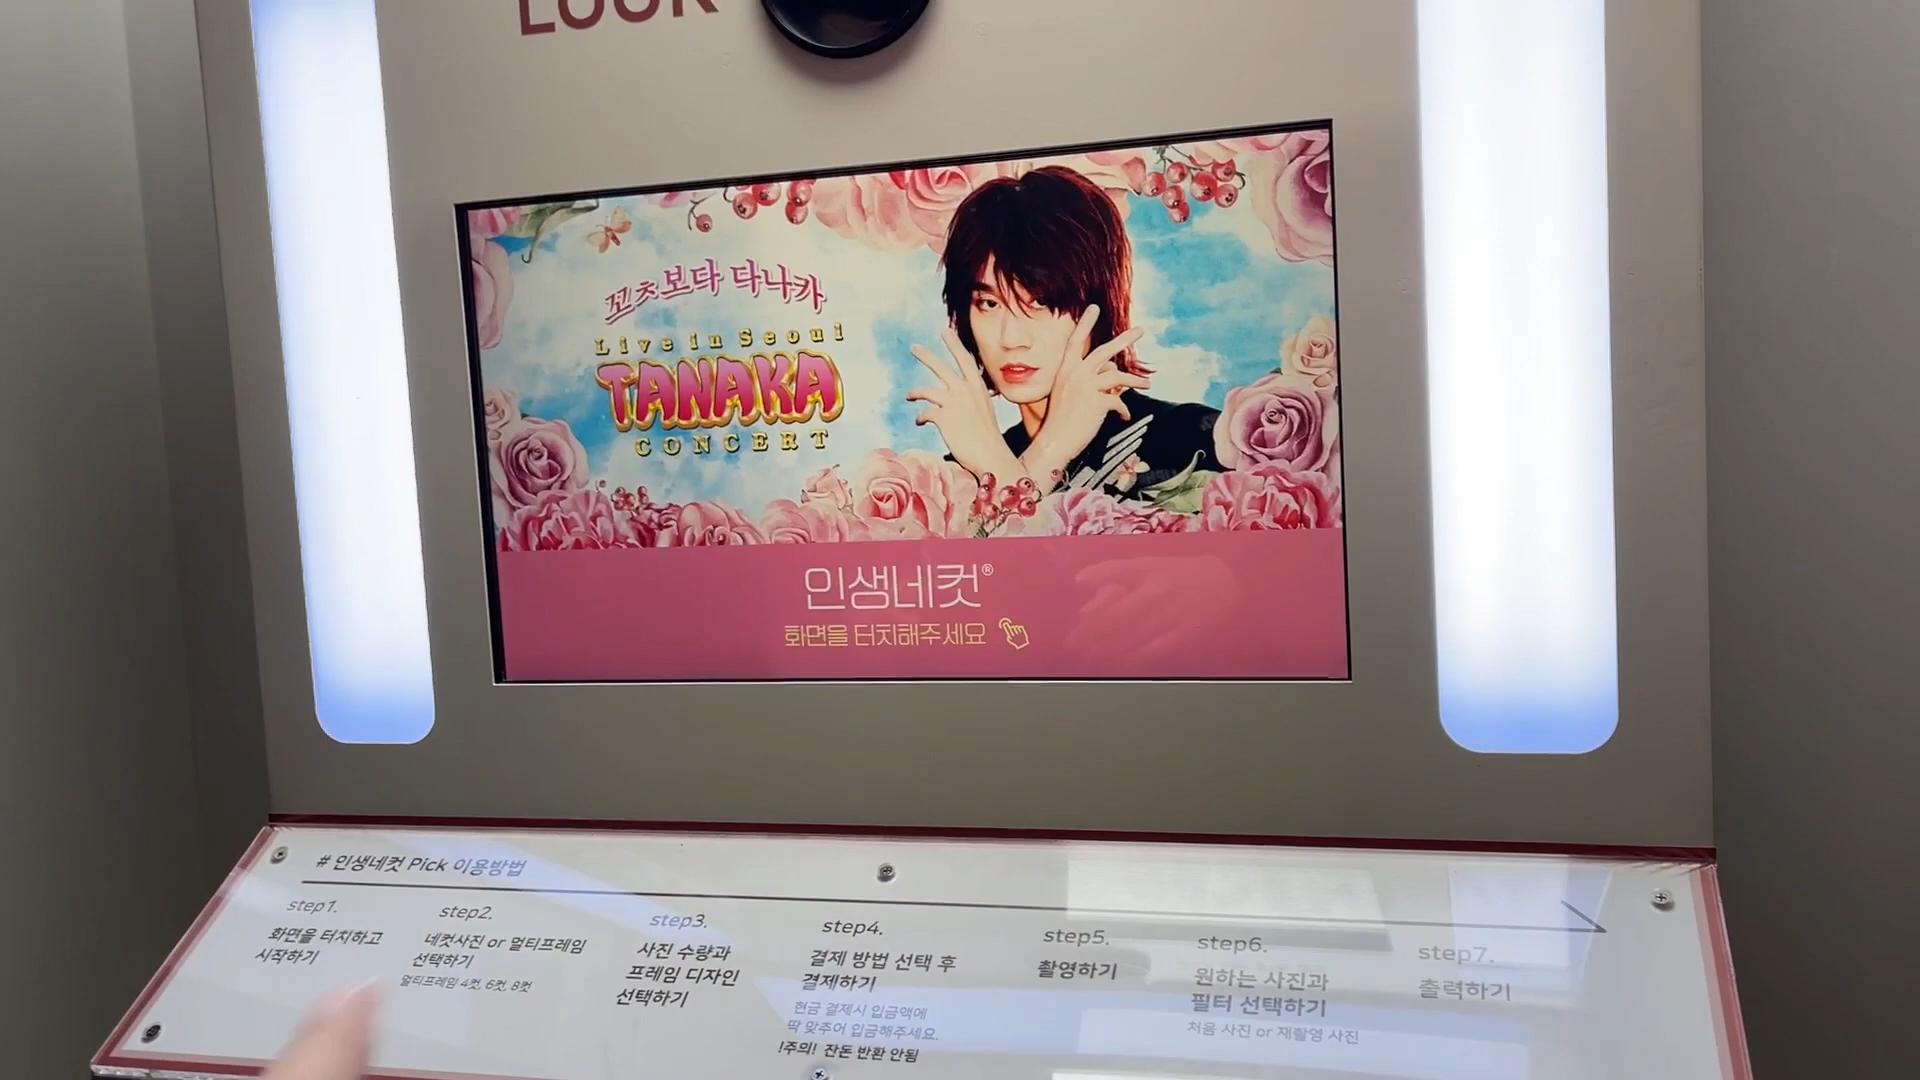 LOOK
꼬츠보다 타나카
Live in Seoul
TANAKA
CONCERT
인생네컷®
화면을 터치해주세요
# 인생네컷 Pick 이용방법
step1.
화면을 터치하고
시작하기
step2.
네컷사진 or 멀티프레임
선택하기
멀티프레임 4컷, 6컷, 8컷
step3.
사진 수량과
프레임 디자인
선택하기
step4.
결제 방법 선택 후
결제하기
현금 결제시 입금액에
딱 맞추어 입금해주세요.
!주의! 잔돈 반환 안됨
step5.
촬영하기
step6.
원하는 사진과
필터 선택하기
처음 사진 or 재촬영 사진
step7.
출력하기